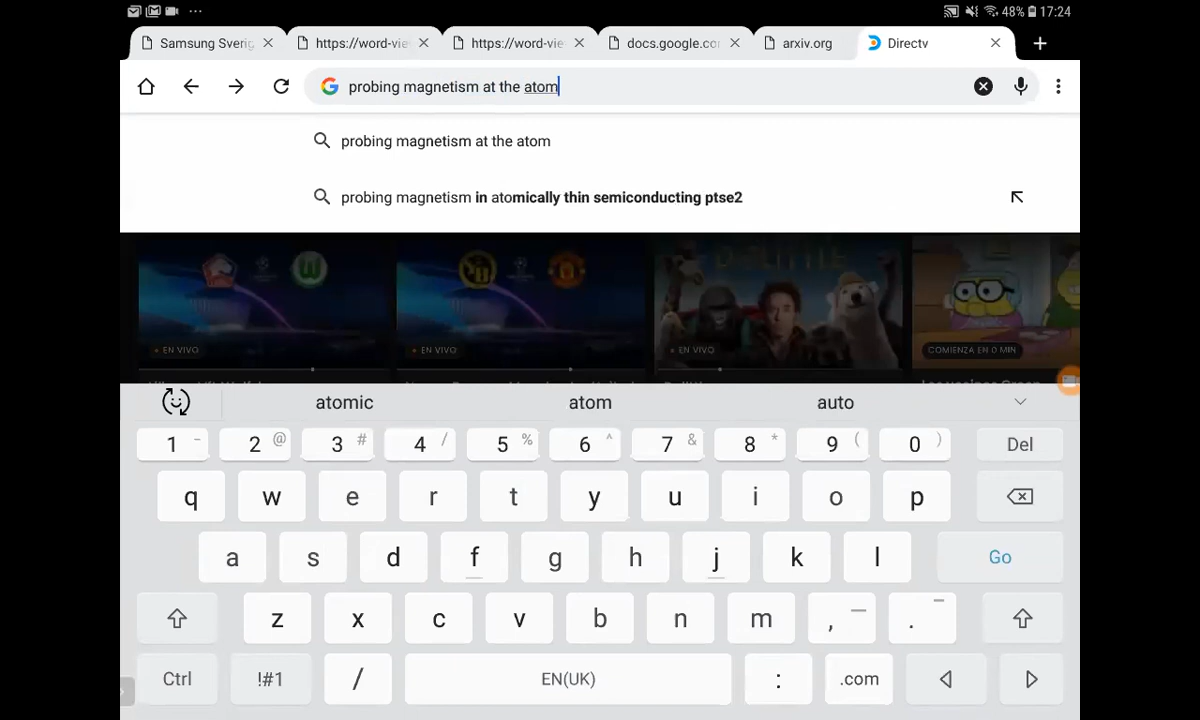 48% 17:24
Samsung Sverig
https://word-vie
https://word-vie
docs.google.cor
arxiv.org
Directv
probing magnetism at the atom
probing magnetism at the atom
probing magnetism in atomically thin semiconducting ptse2
EN VIVO
EN VIVO
EN VIVO
COMIENZA EN 0 MIN
atomic atom auto
1 - 2 @ 3 # 4 / 5 % 6 ^ 7 & 8 * 9 ( 0 ) Del
q w e r t y u i o p
a s d f g h j k l Go
z x c v b n m , .
Ctrl !#1 / EN(UK) : .com